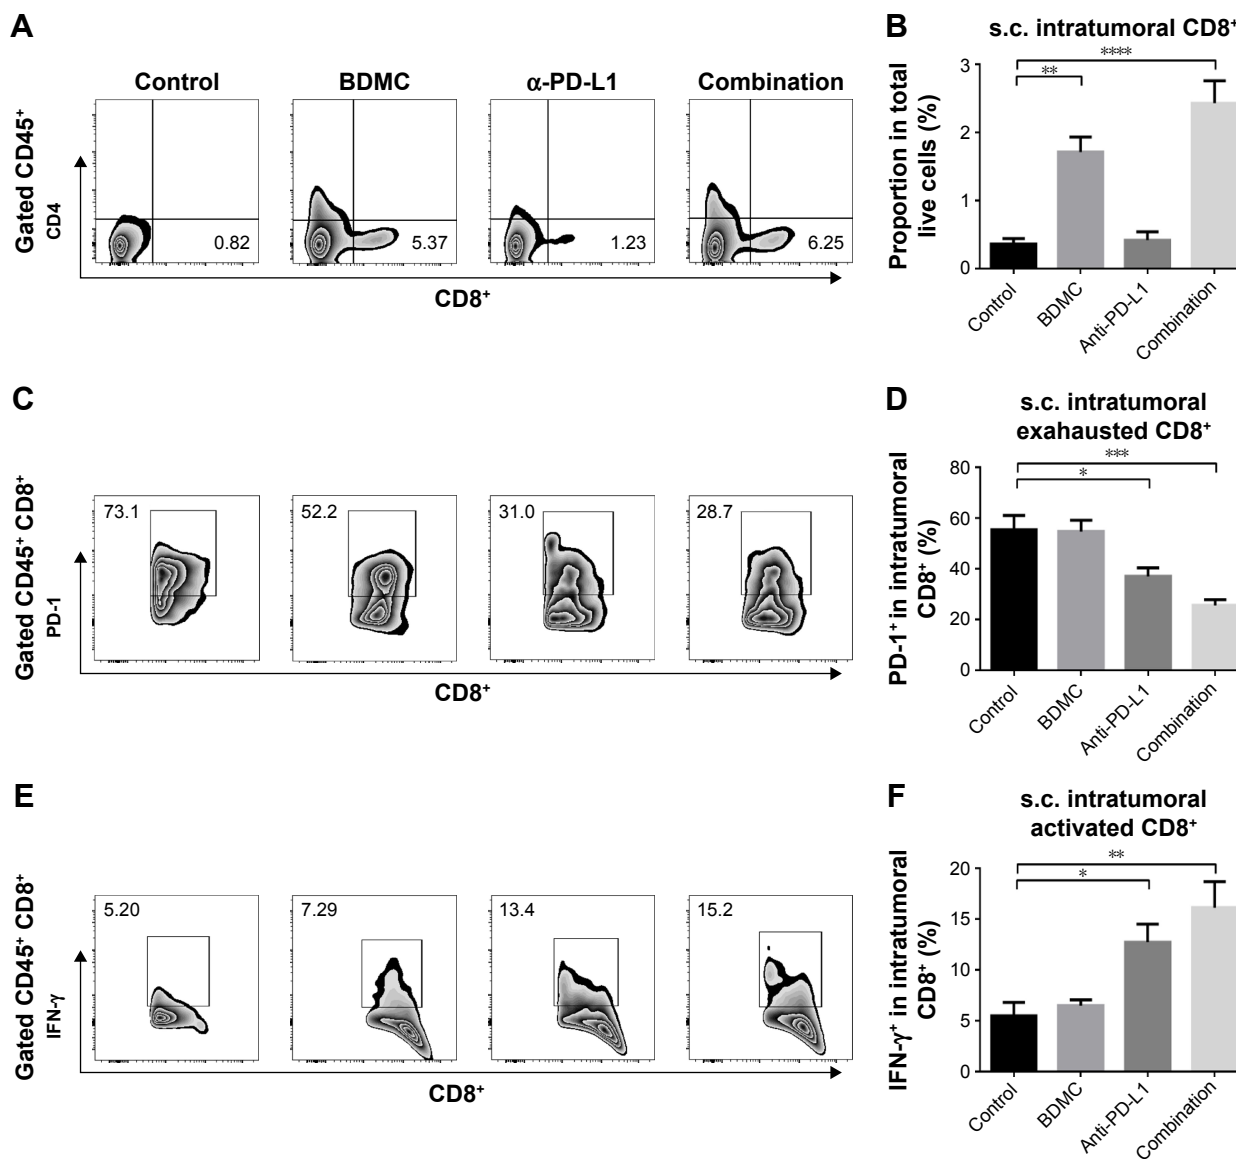 A
Control
BDMC
α-PD-L1
Combination
Gated CD45⁺
CD4
0.82
5.37
1.23
6.25
CD8⁺
B
s.c. intratumoral CD8⁺
Proportion in total
live cells (%)
3
2
1
0
**
****
Control
BDMC
Anti-PD-L1
Combination
C
Gated CD45⁺ CD8⁺
PD-1
73.1
52.2
31.0
28.7
CD8⁺
D
s.c. intratumoral
exahausted CD8⁺
PD-1⁺ in intratumoral
CD8⁺ (%)
80
60
40
20
0
***
*
Control
BDMC
Anti-PD-L1
Combination
E
Gated CD45⁺ CD8⁺
IFN-γ
5.20
7.29
13.4
15.2
CD8⁺
F
s.c. intratumoral
activated CD8⁺
IFN-γ⁺ in intratumoral
CD8⁺ (%)
20
15
10
5
0
**
*
Control
BDMC
Anti-PD-L1
Combination